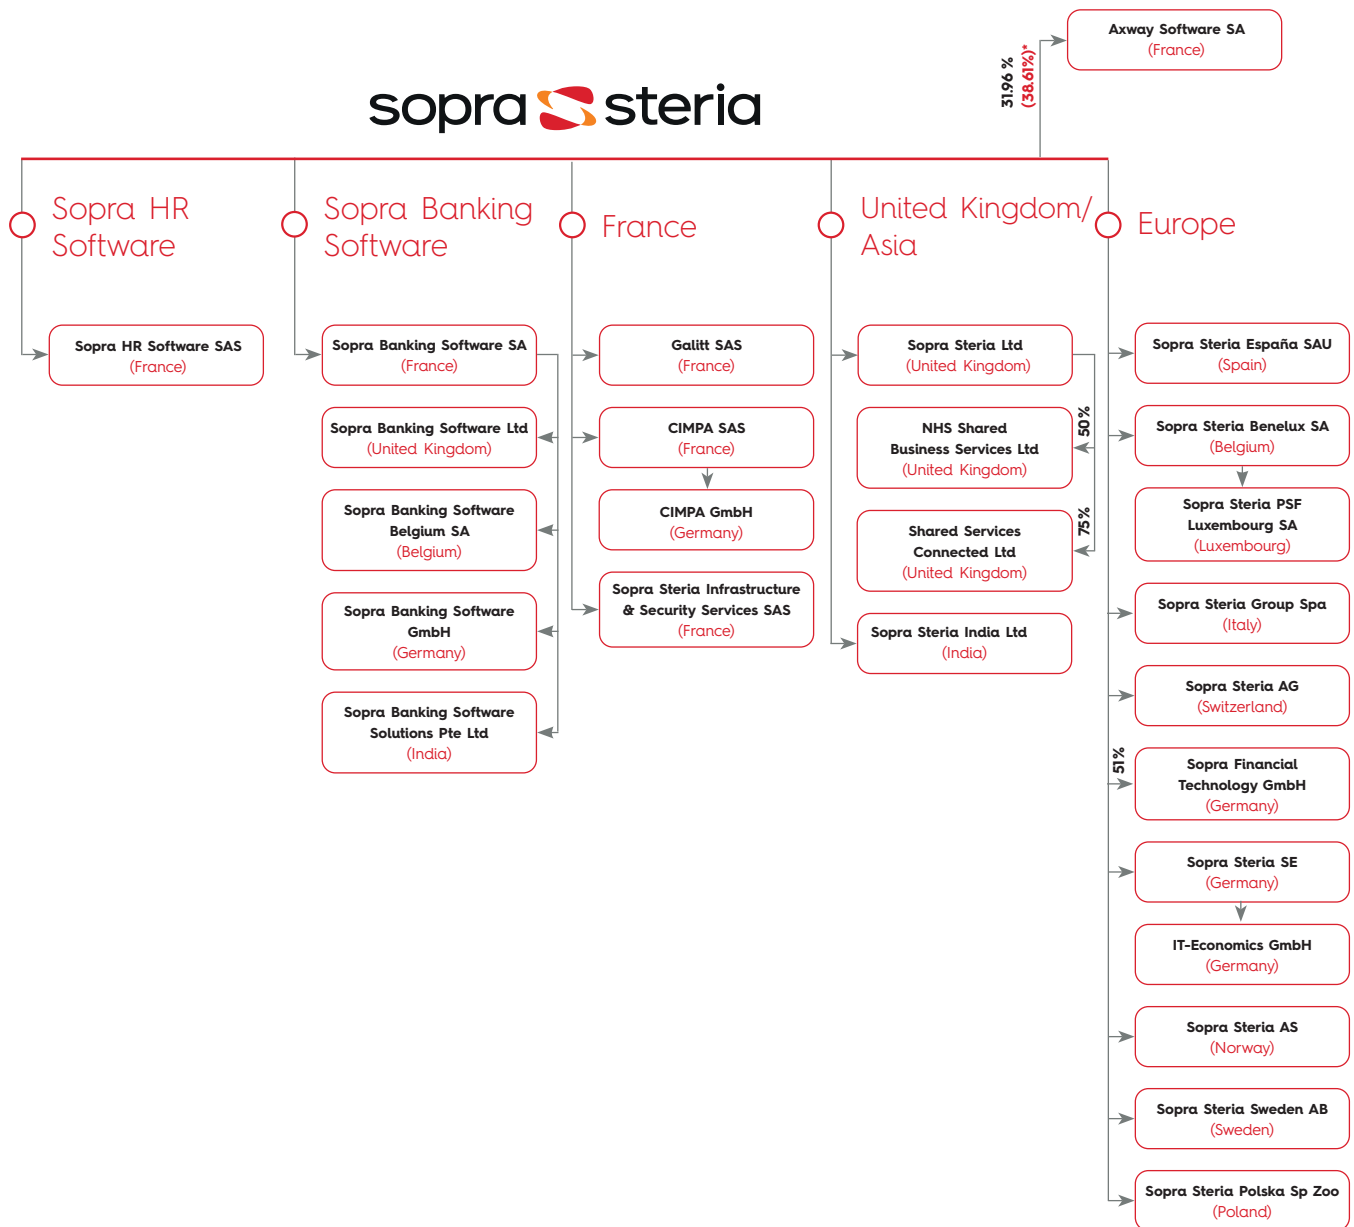 Axway Software SA
(France)
31.96 %
(38.61%)*
sopra steria
Sopra HR
Software
Sopra HR Software SAS
(France)
Sopra Banking
Software
Sopra Banking Software SA
(France)
Sopra Banking Software Ltd
(United Kingdom)
Sopra Banking Software
Belgium SA
(Belgium)
Sopra Banking Software
GmbH
(Germany)
Sopra Banking Software
Solutions Pte Ltd
(India)
France
Galitt SAS
(France)
CIMPA SAS
(France)
CIMPA GmbH
(Germany)
Sopra Steria Infrastructure
& Security Services SAS
(France)
United Kingdom/
Asia
Sopra Steria Ltd
(United Kingdom)
50%
NHS Shared
Business Services Ltd
(United Kingdom)
75%
Shared Services
Connected Ltd
(United Kingdom)
Sopra Steria India Ltd
(India)
Europe
Sopra Steria España SAU
(Spain)
Sopra Steria Benelux SA
(Belgium)
Sopra Steria PSF
Luxembourg SA
(Luxembourg)
Sopra Steria Group Spa
(Italy)
Sopra Steria AG
(Switzerland)
51%
Sopra Financial
Technology GmbH
(Germany)
Sopra Steria SE
(Germany)
IT-Economics GmbH
(Germany)
Sopra Steria AS
(Norway)
Sopra Steria Sweden AB
(Sweden)
Sopra Steria Polska Sp Zoo
(Poland)